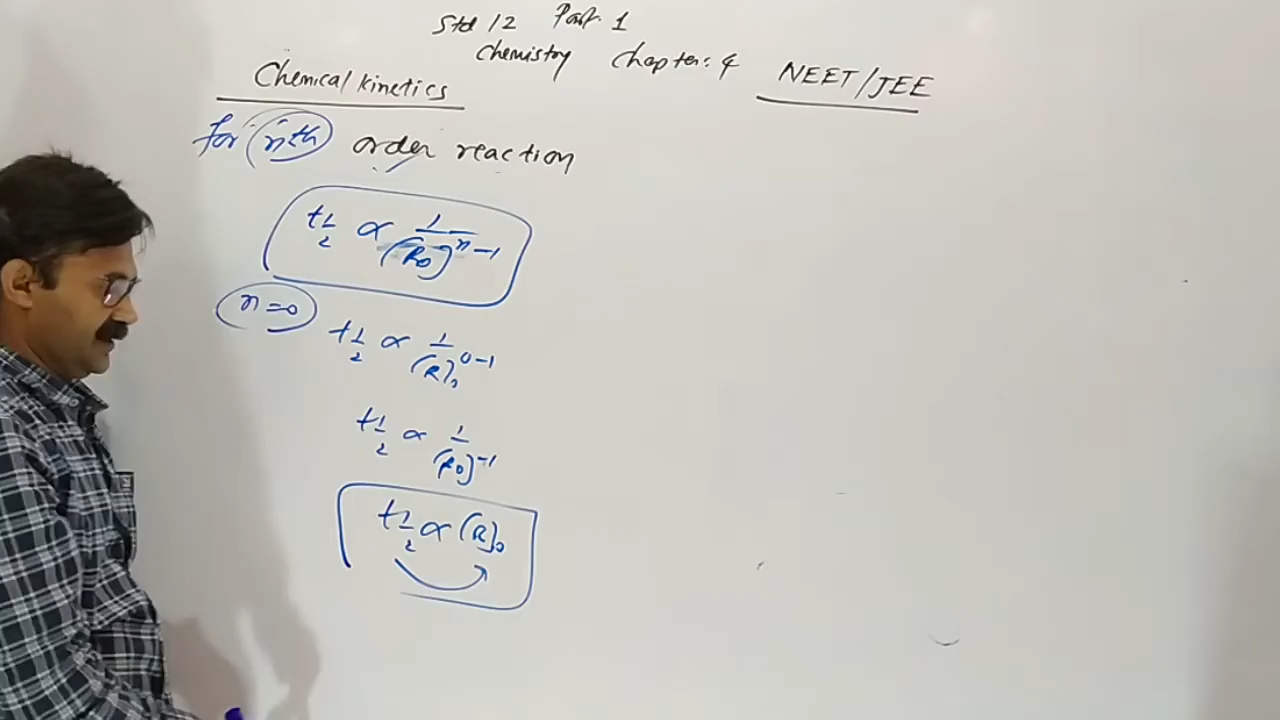 Std 12 Part 1
Chemistry Chapter: 4
NEET/JEE
Chemical kinetics
for nth order reaction
t1/2 ∝ 1/[R0]^n-1
n=0
t1/2 ∝ 1/[R]0^0-1
t1/2 ∝ 1/[R0]^-1
t1/2 ∝ [R]0